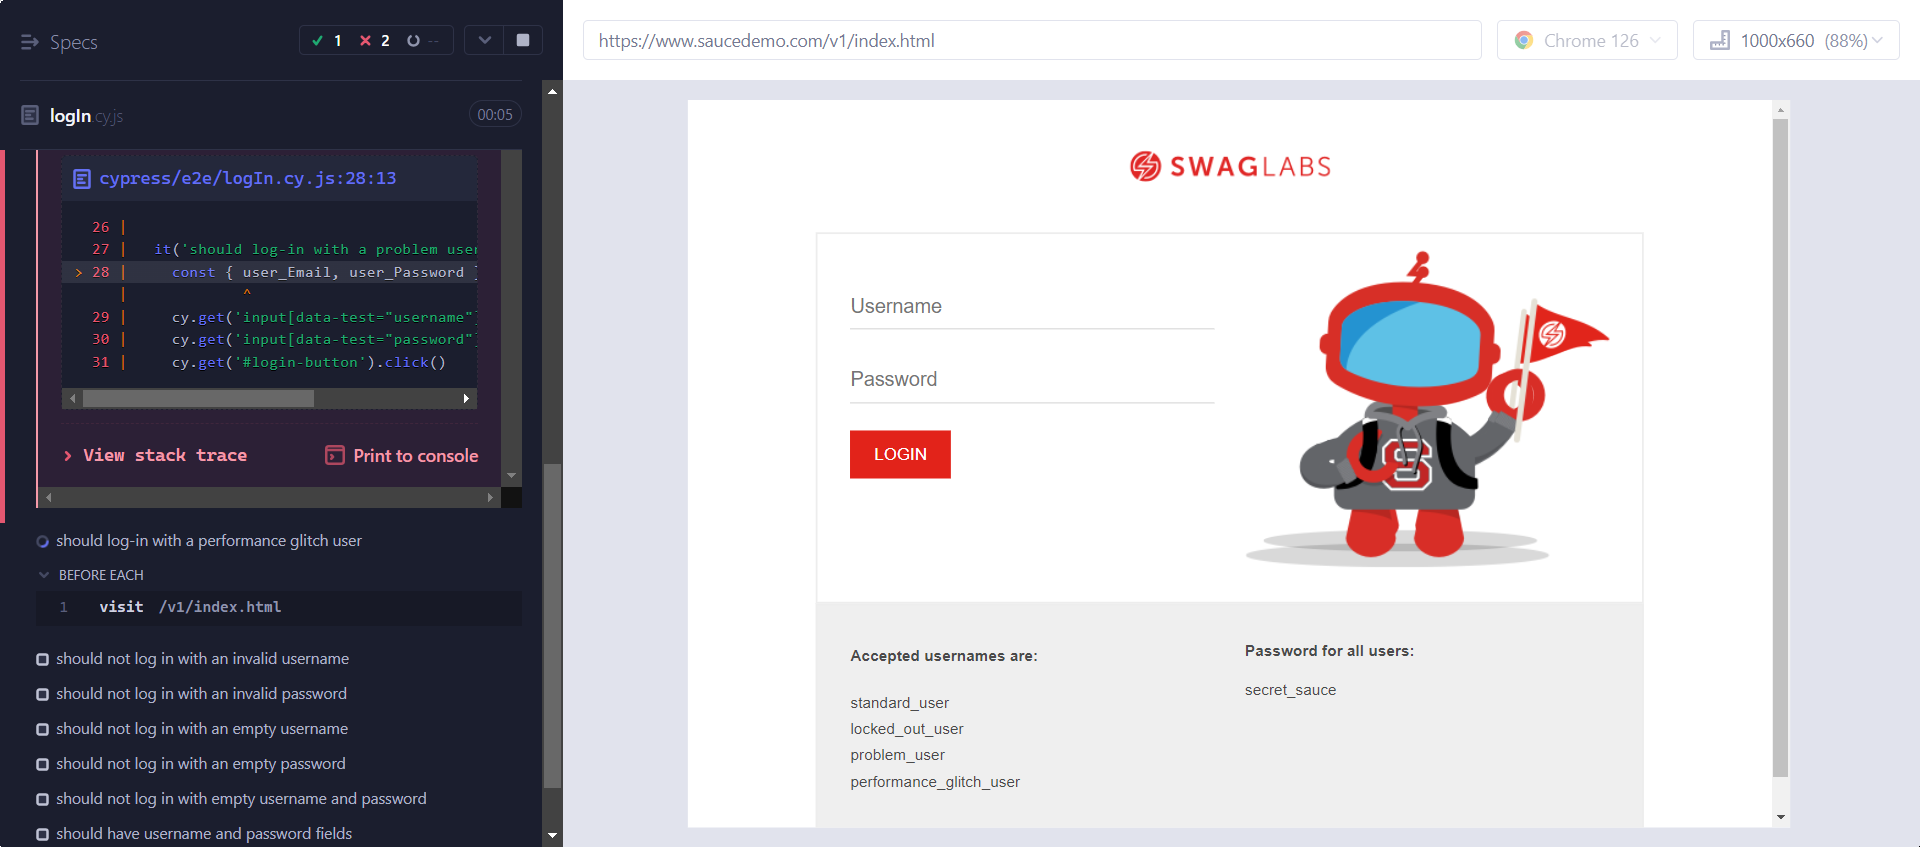 Specs
1 2 --
https://www.saucedemo.com/v1/index.html
Chrome 126
1000x660 (88%)
logIn.cy.js
00:05
cypress/e2e/logIn.cy.js:28:13
26 |
27 | it('should log-in with a problem user
> 28 | const { user_Email, user_Password }
| ^
29 | cy.get('input[data-test="username"]
30 | cy.get('input[data-test="password"]
31 | cy.get('#login-button').click()
> View stack trace
Print to console
should log-in with a performance glitch user
BEFORE EACH
1 visit /v1/index.html
should not log in with an invalid username
should not log in with an invalid password
should not log in with an empty username
should not log in with an empty password
should not log in with empty username and password
should have username and password fields
SWAGLABS
Username
Password
LOGIN
S
Accepted usernames are:
standard_user
locked_out_user
problem_user
performance_glitch_user
Password for all users:
secret_sauce